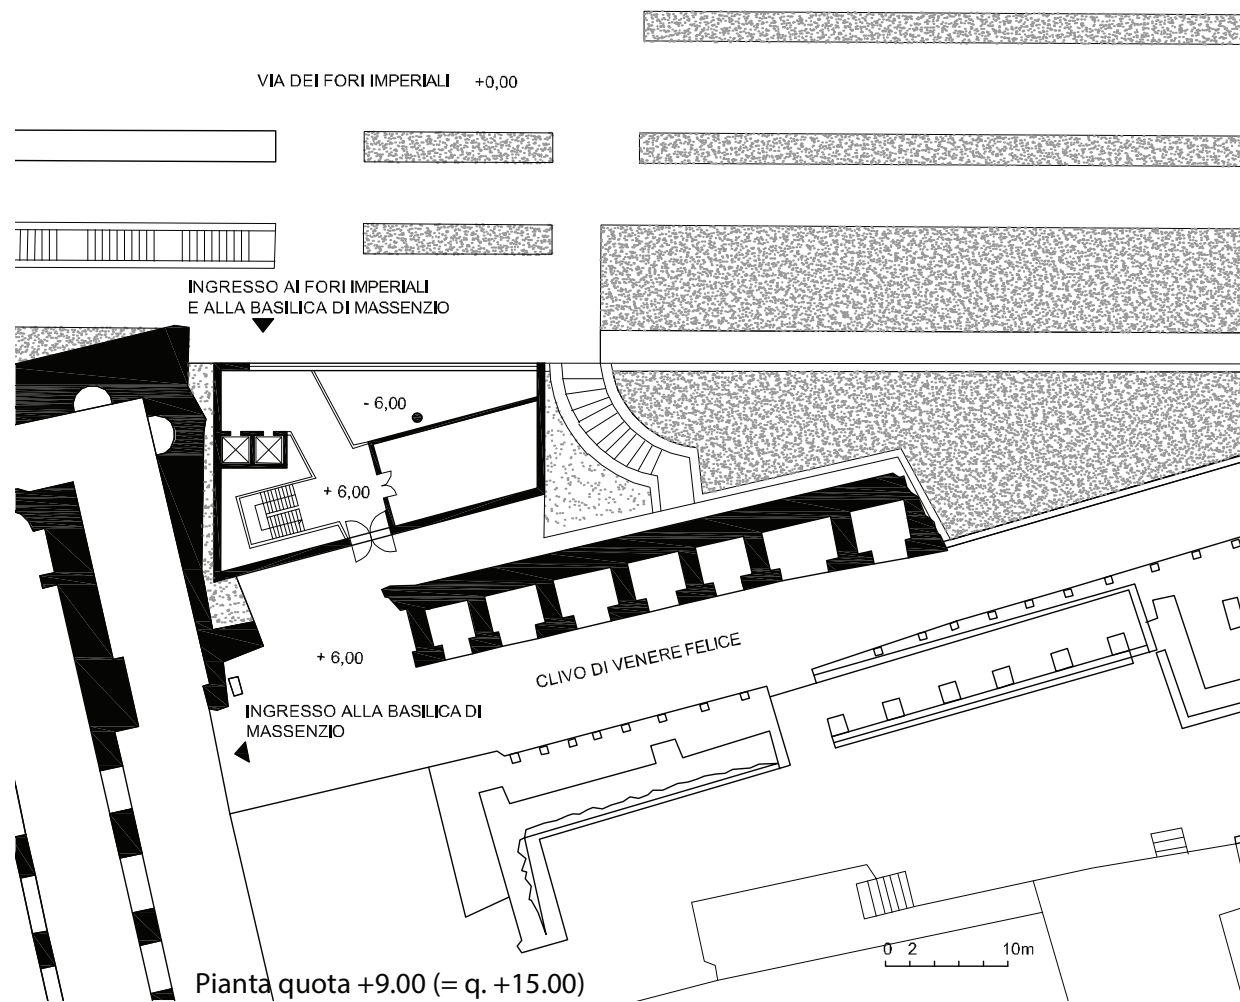 VIA DEI FORI IMPERIALI +0,00
INGRESSO AI FORI IMPERIALI
E ALLA BASILICA DI MASSENZIO
- 6,00
+ 6,00
+ 6,00
CLIVO DI VENERE FELICE
INGRESSO ALLA BASILICA DI
MASSENZIO
0 2 10m
Pianta quota +9.00 (= q. +15.00)